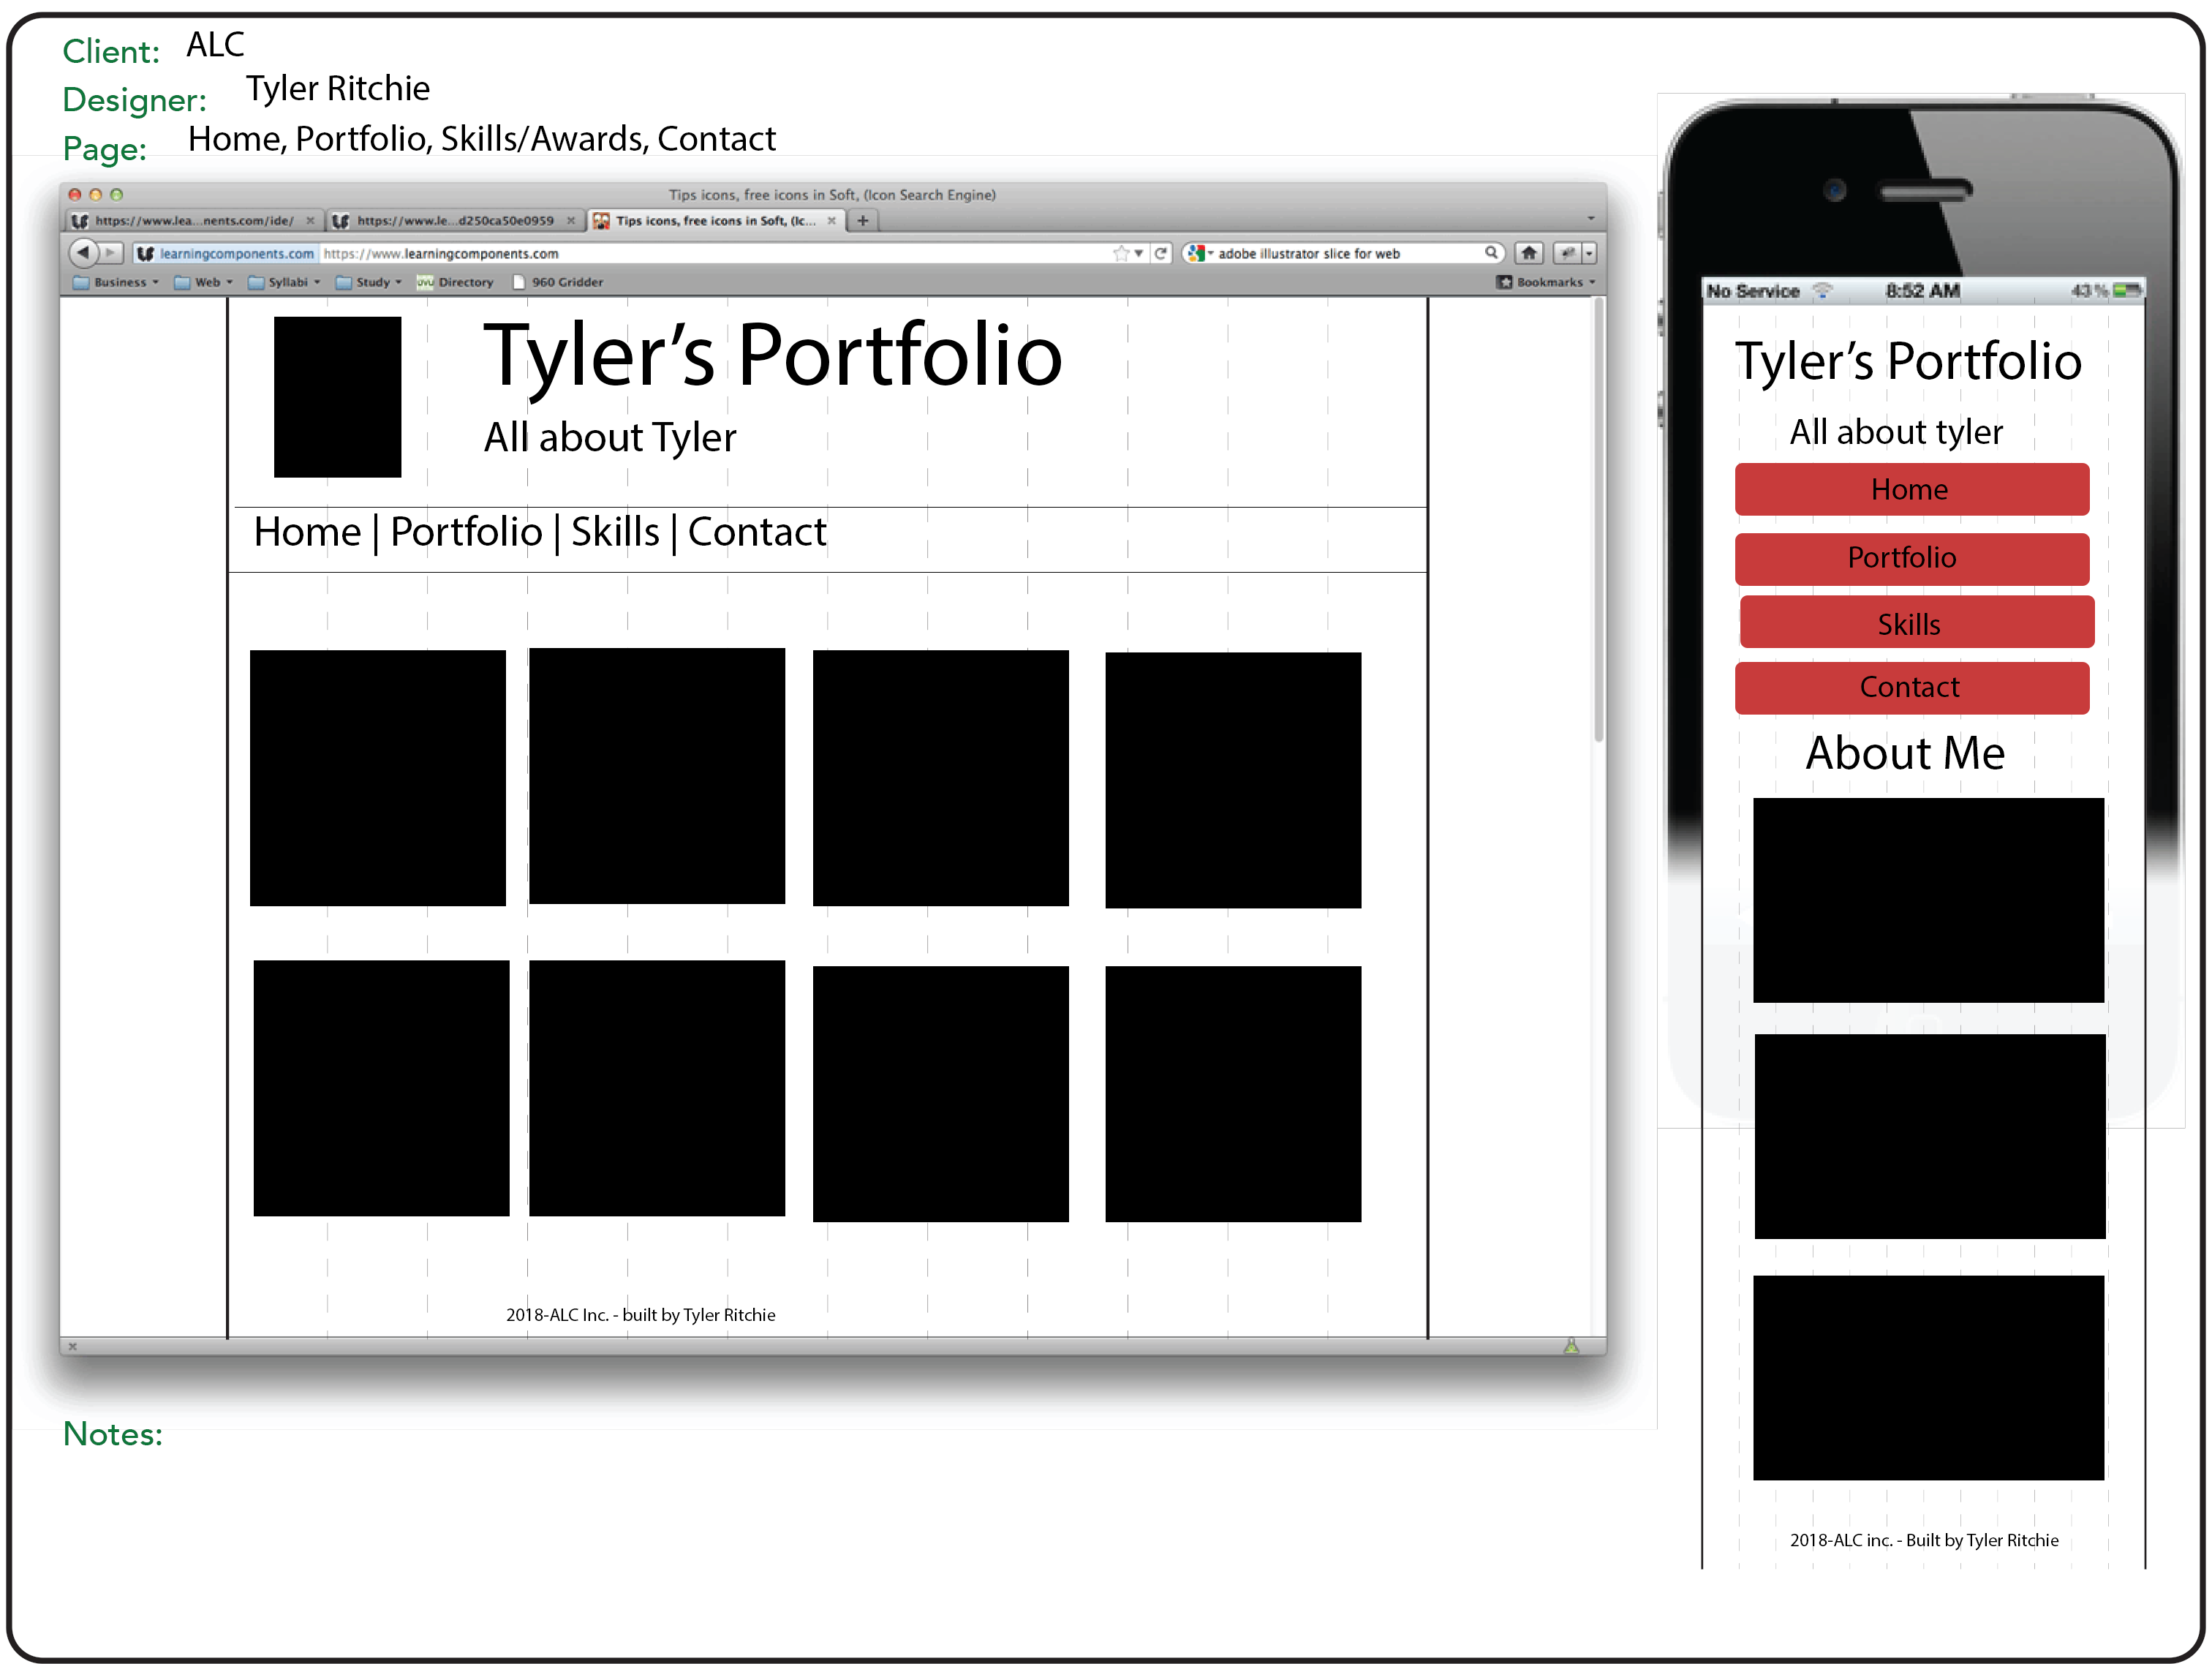 Client: ALC
Designer: Tyler Ritchie
Page: Home, Portfolio, Skills/Awards, Contact
Tips icons, free icons in Soft, (Icon Search Engine)
https://www.lea...nents.com/ide/ https://www.le...d250ca50e0959 Tips icons, free icons in Soft, (Ic...
learningcomponents.com https://www.learningcomponents.com adobe illustrator slice for web
Business Web Syllabi Study uvu Directory 960 Gridder Bookmarks
Tyler’s Portfolio
All about Tyler
Home | Portfolio | Skills | Contact
2018-ALC Inc. - built by Tyler Ritchie
Notes:
No Service 8:52 AM 43%
Tyler’s Portfolio
All about tyler
Home
Portfolio
Skills
Contact
About Me
2018-ALC inc. - Built by Tyler Ritchie